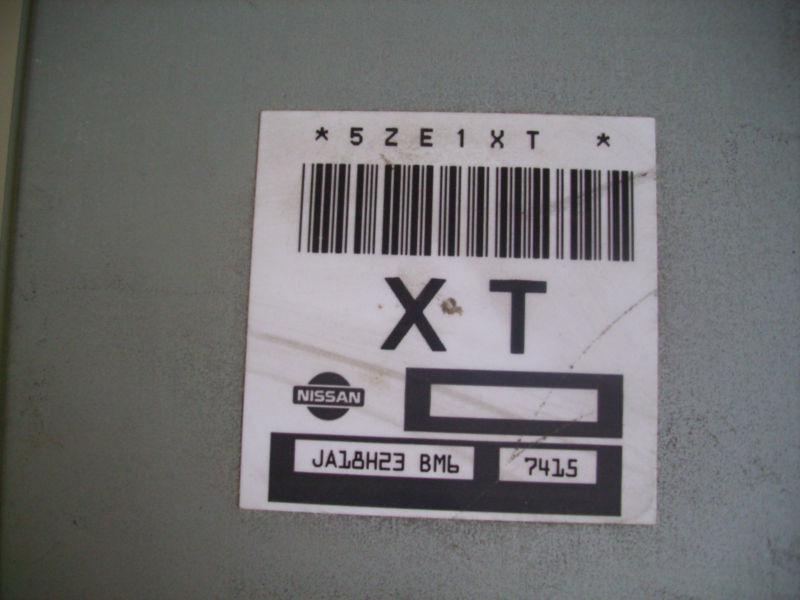 *5ZE1XT *
XT
NISSAN
JA18H23 BM6 7415